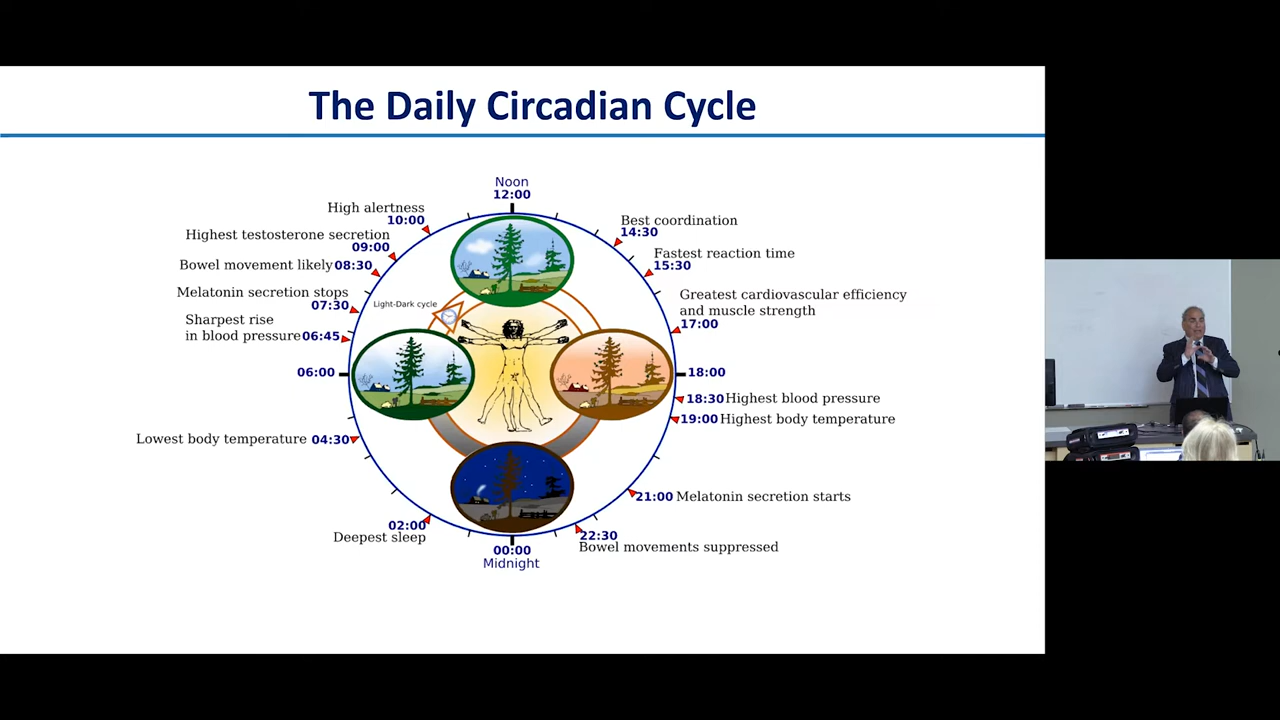 The Daily Circadian Cycle
Noon
12:00
High alertness
10:00
Highest testosterone secretion
09:00
Bowel movement likely 08:30
Melatonin secretion stops
07:30
Light-Dark cycle
Sharpest rise
in blood pressure 06:45
06:00
Lowest body temperature 04:30
02:00
Deepest sleep
00:00
Midnight
Best coordination
14:30
Fastest reaction time
15:30
Greatest cardiovascular efficiency
and muscle strength
17:00
18:00
18:30 Highest blood pressure
19:00 Highest body temperature
21:00 Melatonin secretion starts
22:30
Bowel movements suppressed